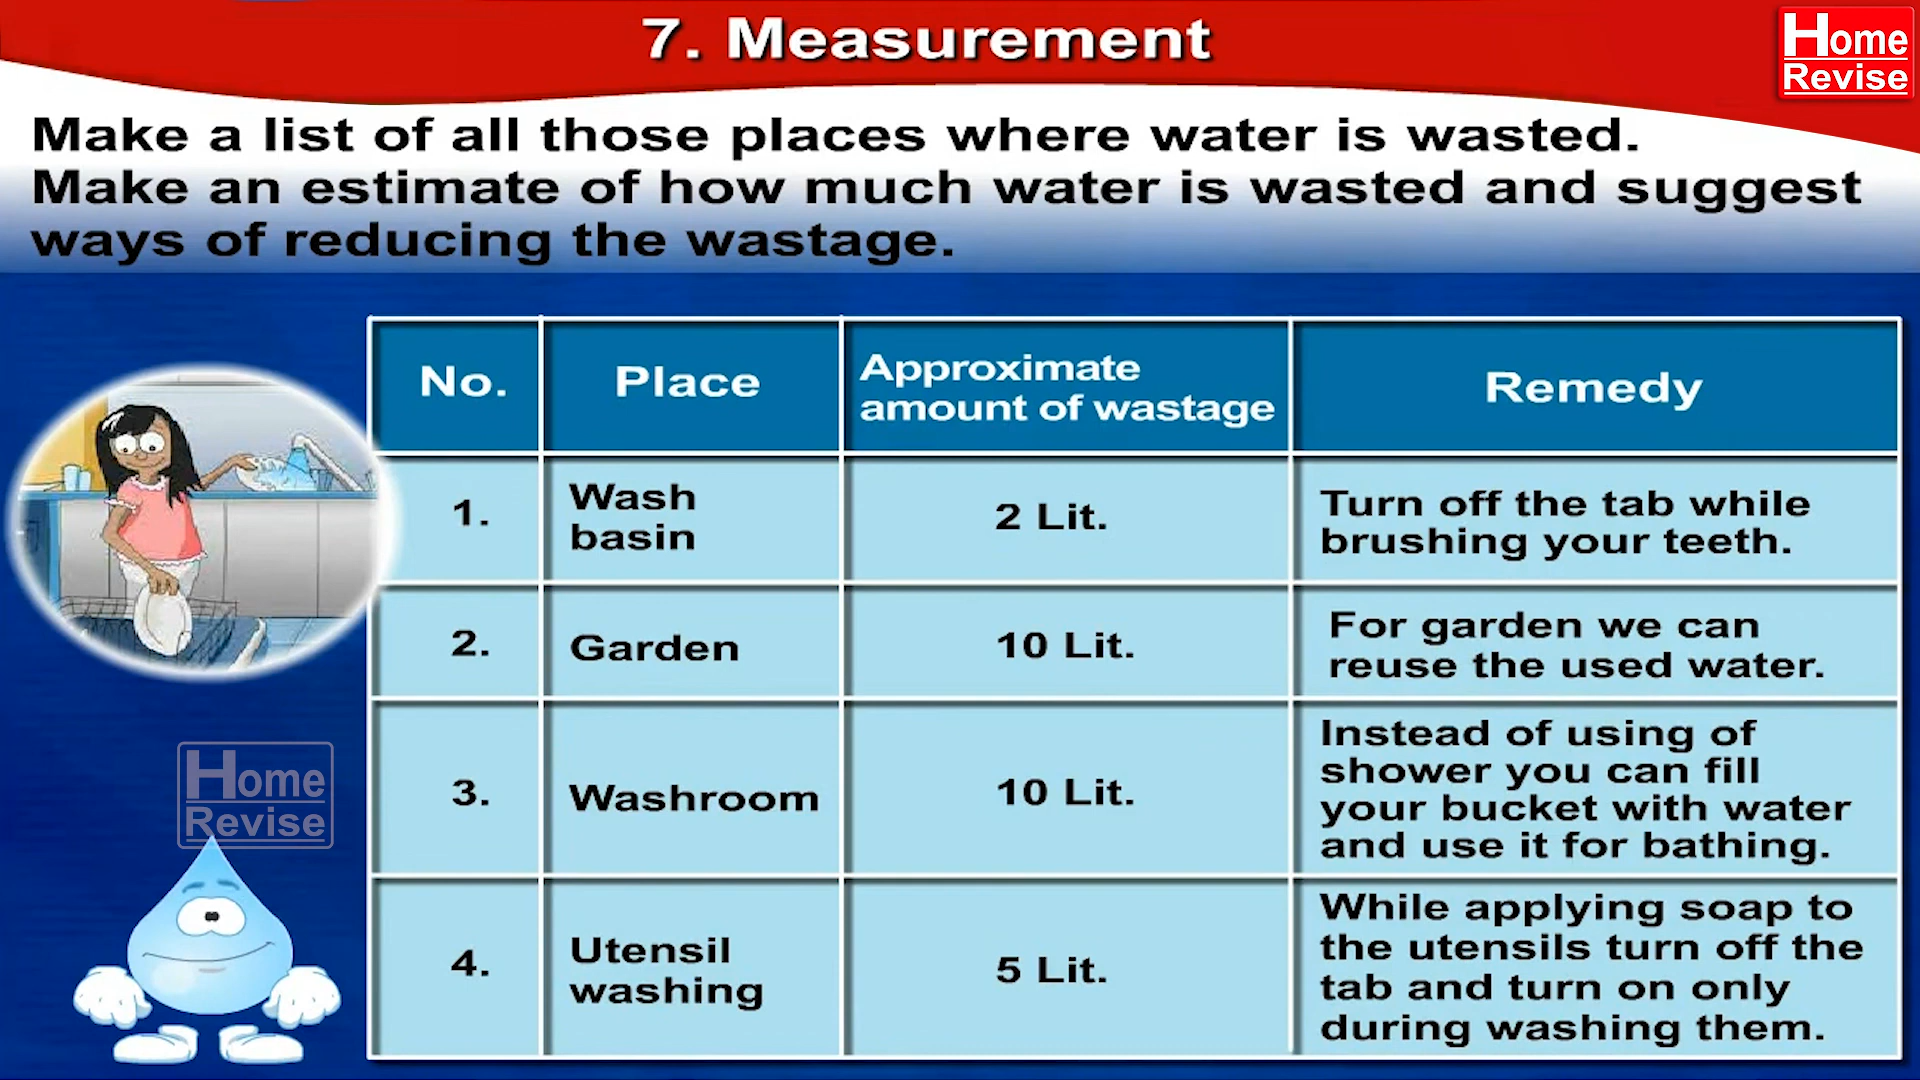 7. Measurement
Home
Revise
Make a list of all those places where water is wasted.
Make an estimate of how much water is wasted and suggest
ways of reducing the wastage.
No.
Place
Approximate
amount of wastage
Remedy
1.
Wash
basin
2 Lit.
Turn off the tab while
brushing your teeth.
2.
Garden
10 Lit.
For garden we can
reuse the used water.
3.
Washroom
10 Lit.
Instead of using of
shower you can fill
your bucket with water
and use it for bathing.
4.
Utensil
washing
5 Lit.
While applying soap to
the utensils turn off the
tab and turn on only
during washing them.
Home
Revise